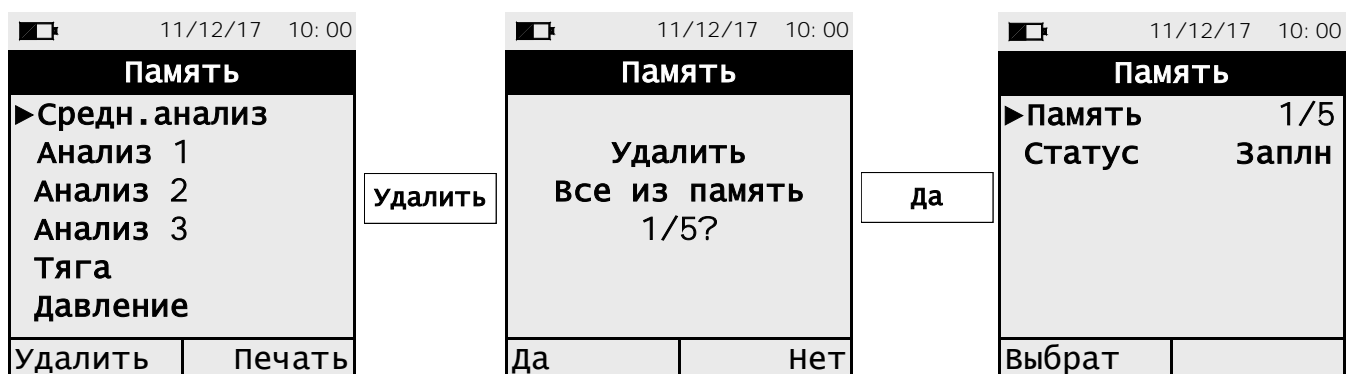 11/12/17 10:00
Память
►Средн.анализ
Анализ 1
Анализ 2
Анализ 3
Тяга
Давление
Удалить Печать
Удалить
11/12/17 10:00
Память
Удалить
Все из память
1/5?
Да Нет
Да
11/12/17 10:00
Память
►Память 1/5
Статус Заплн
Выбрат